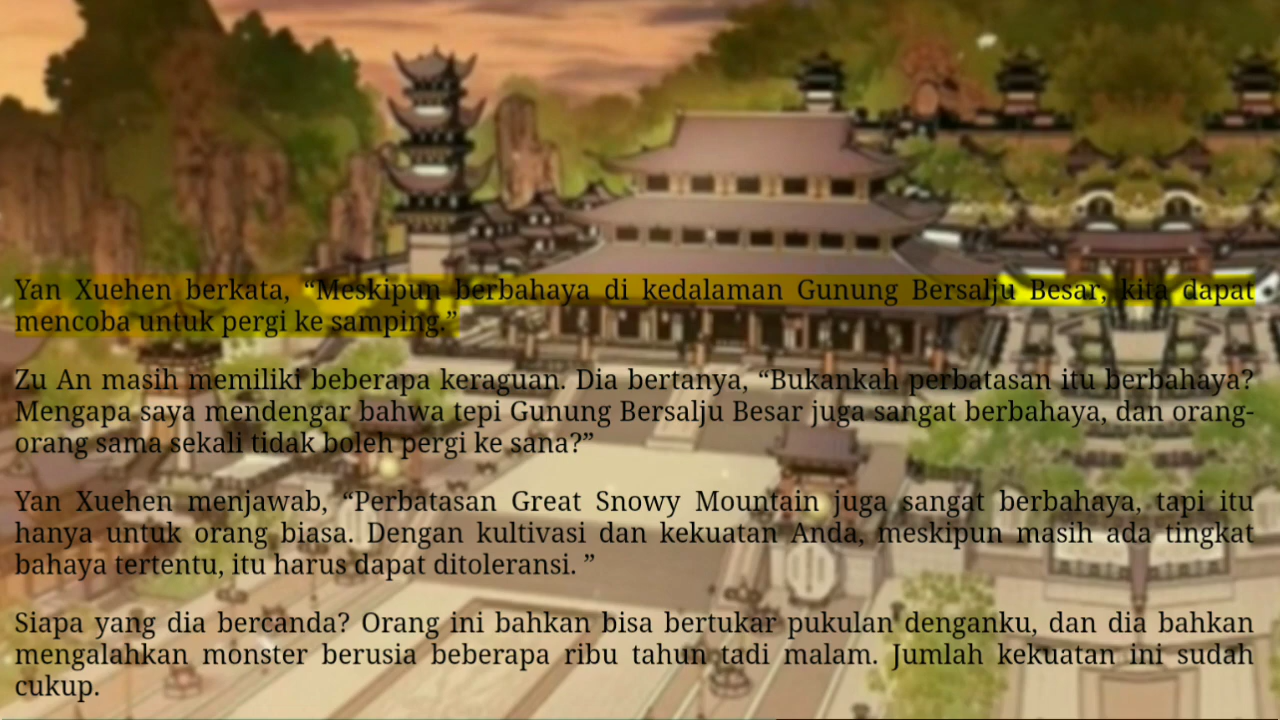 Yan Xuehen berkata, “Meskipun berbahaya di kedalaman Gunung Bersalju Besar, kita dapat
mencoba untuk pergi ke samping.”
Zu An masih memiliki beberapa keraguan. Dia bertanya, “Bukankah perbatasan itu berbahaya?
Mengapa saya mendengar bahwa tepi Gunung Bersalju Besar juga sangat berbahaya, dan orang-
orang sama sekali tidak boleh pergi ke sana?”
Yan Xuehen menjawab, “Perbatasan Great Snowy Mountain juga sangat berbahaya, tapi itu
hanya untuk orang biasa. Dengan kultivasi dan kekuatan Anda, meskipun masih ada tingkat
bahaya tertentu, itu harus dapat ditoleransi. ”
Siapa yang dia bercanda? Orang ini bahkan bisa bertukar pukulan denganku, dan dia bahkan
mengalahkan monster berusia beberapa ribu tahun tadi malam. Jumlah kekuatan ini sudah
cukup.